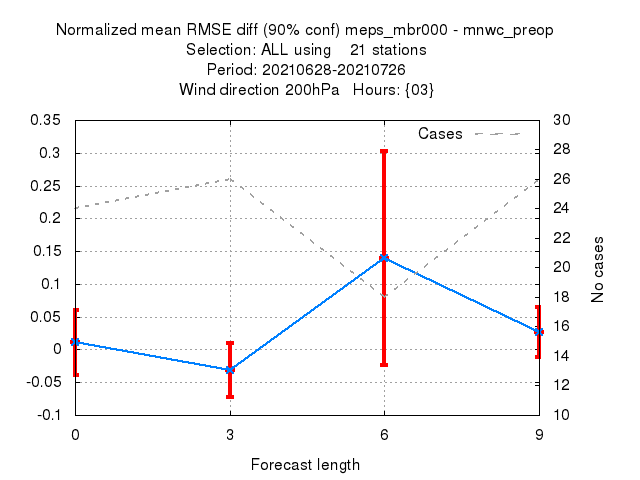 Normalized mean RMSE diff (90% conf) meps_mbr000 - mnwc_preop
Selection: ALL using    21 stations
Period: 20210628-20210726
Wind direction 200hPa   Hours: {03}
Cases
0.35
0.3
0.25
0.2
0.15
0.1
0.05
0
-0.05
-0.1
30
28
26
24
22
20
18
16
14
12
10
No cases
0 3 6 9
Forecast length